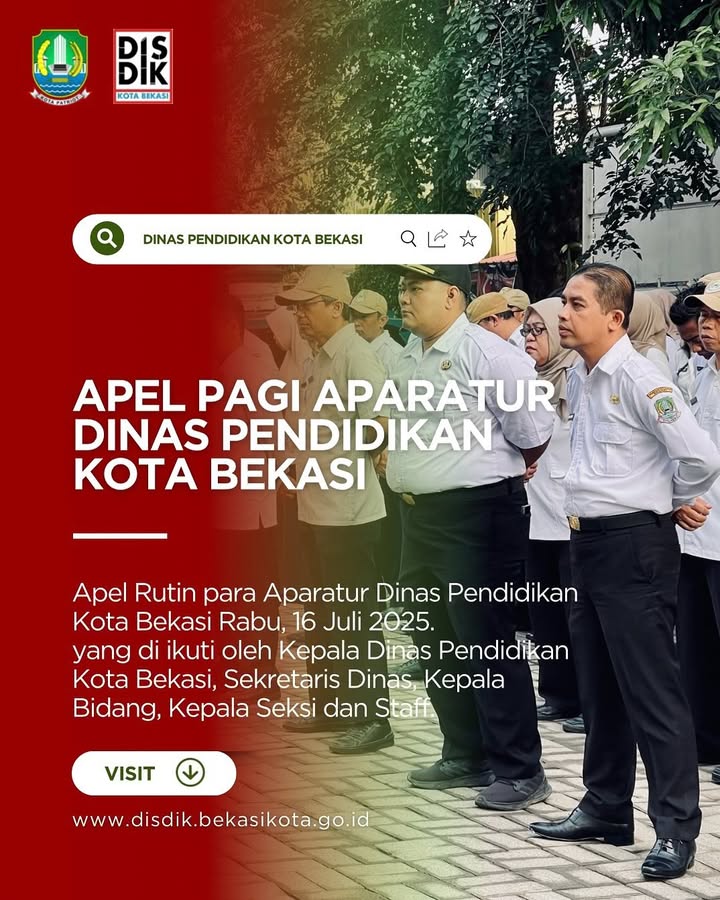 KOTA PATRIOT
DIS
DIK
KOTA BEKASI
DINAS PENDIDIKAN KOTA BEKASI
APEL PAGI APARATUR
DINAS PENDIDIKAN
KOTA BEKASI
Apel Rutin para Aparatur Dinas Pendidikan
Kota Bekasi Rabu, 16 Juli 2025.
yang di ikuti oleh Kepala Dinas Pendidikan
Kota Bekasi, Sekretaris Dinas, Kepala
Bidang, Kepala Seksi dan Staff.
VISIT
www.disdik.bekasikota.go.id